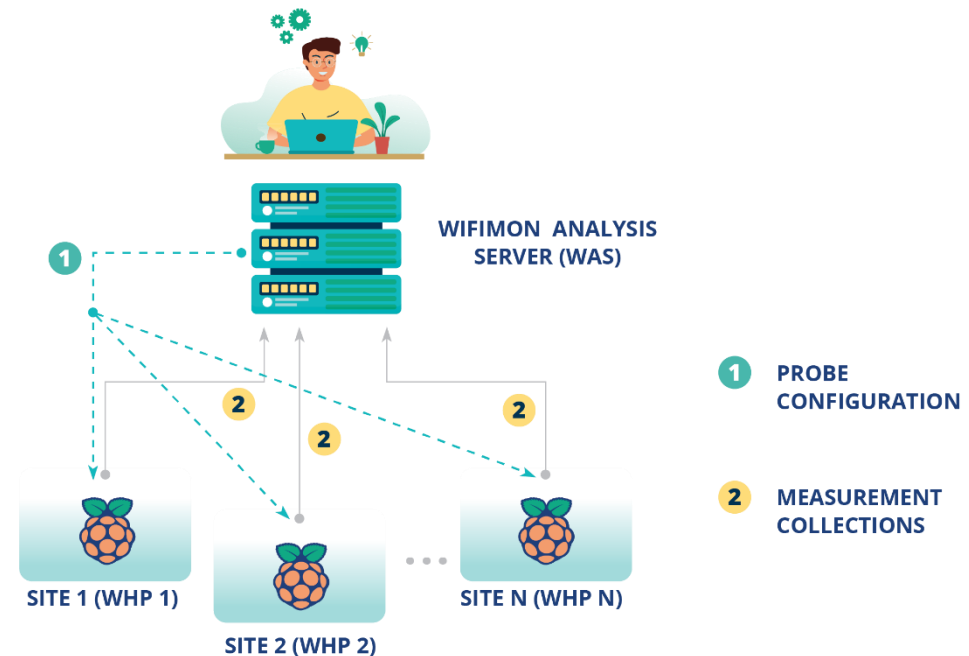 WIFIMON ANALYSIS
SERVER (WAS)
1
2
2
2
1
PROBE
CONFIGURATION
2
MEASUREMENT
COLLECTIONS
SITE 1 (WHP 1)
SITE 2 (WHP 2)
SITE N (WHP N)